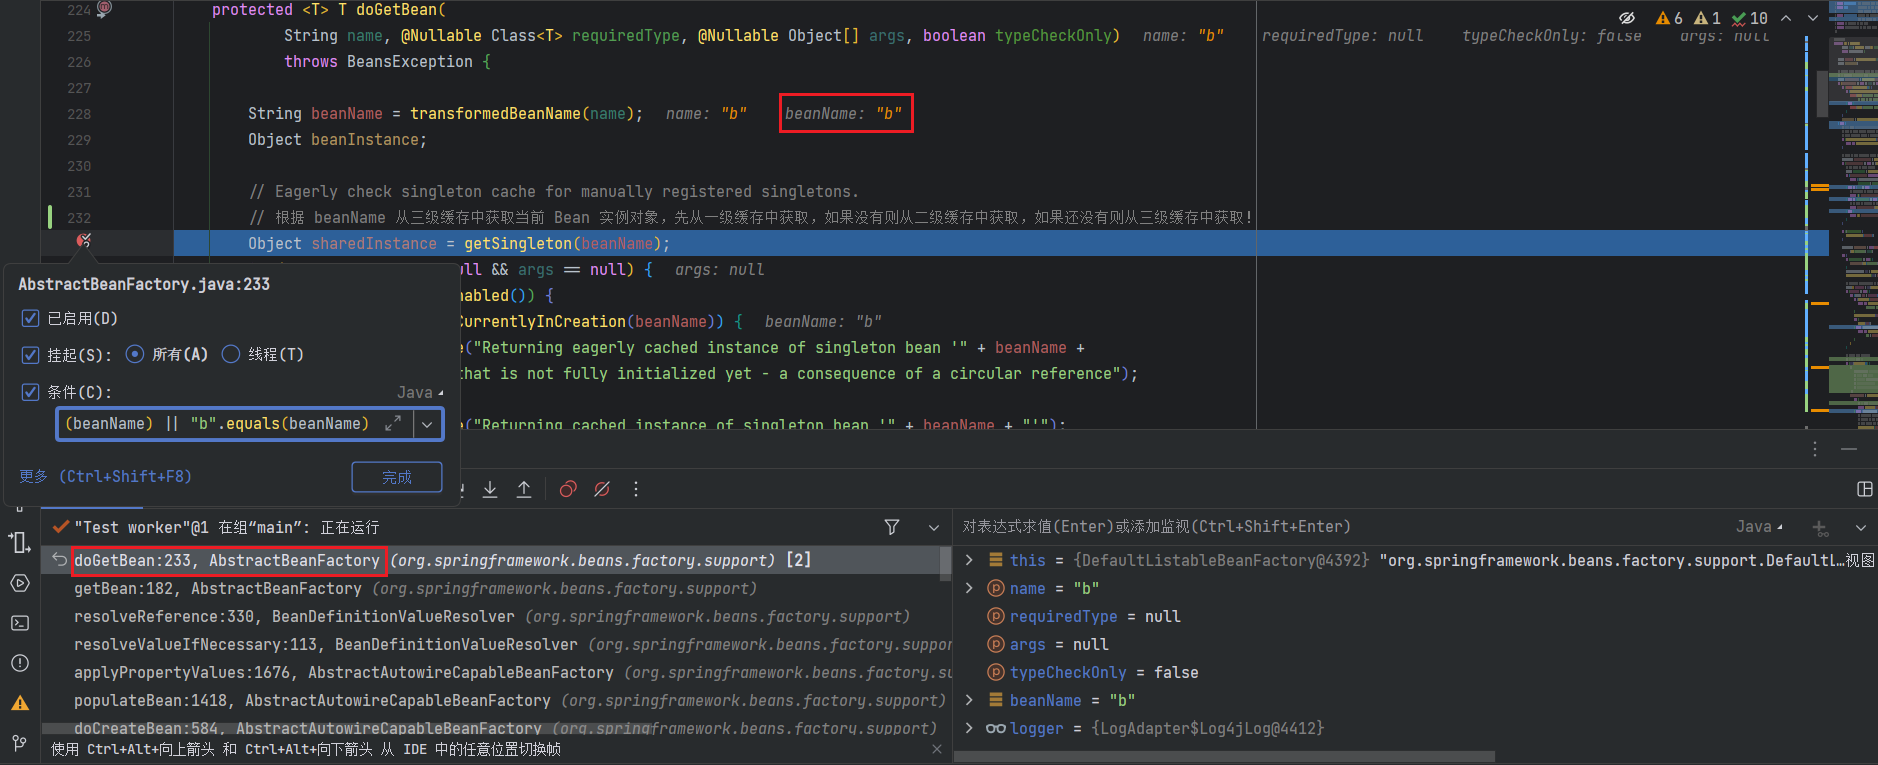 224 protected <T> T doGetBean(
225 String name, @Nullable Class<T> requiredType, @Nullable Object[] args, boolean typeCheckOnly) name: "b" requiredType: null typeCheckOnly: false args: null
226 throws BeansException {
227
228 String beanName = transformedBeanName(name); name: "b" beanName: "b"
229 Object beanInstance;
230
231 // Eagerly check singleton cache for manually registered singletons.
232 // 根据 beanName 从三级缓存中获取当前 Bean 实例对象，先从一级缓存中获取，如果没有则从二级缓存中获取，如果还没有则从三级缓存中获取！
Object sharedInstance = getSingleton(beanName);
ull && args == null) { args: null
nabled()) {
CurrentlyInCreation(beanName)) { beanName: "b"
("Returning eagerly cached instance of singleton bean '" + beanName +
hat is not fully initialized yet - a consequence of a circular reference");
("Returning cached instance of singleton bean '" + beanName + "'");
6 1 10
AbstractBeanFactory.java:233
已启用(D)
挂起(S): 所有(A) 线程(T)
条件(C): Java
(beanName) || "b".equals(beanName)
更多 (Ctrl+Shift+F8) 完成
"Test worker"@1 在组“main”: 正在运行
doGetBean:233, AbstractBeanFactory (org.springframework.beans.factory.support) [2]
getBean:182, AbstractBeanFactory (org.springframework.beans.factory.support)
resolveReference:330, BeanDefinitionValueResolver (org.springframework.beans.factory.support)
resolveValueIfNecessary:113, BeanDefinitionValueResolver (org.springframework.beans.factory.suppor
applyPropertyValues:1676, AbstractAutowireCapableBeanFactory (org.springframework.beans.factory.su
populateBean:1418, AbstractAutowireCapableBeanFactory (org.springframework.beans.factory.support)
doCreateBean:584, AbstractAutowireCapableBeanFactory (org.springframework.beans.factory.support)
使用 Ctrl+Alt+向上箭头 和 Ctrl+Alt+向下箭头 从 IDE 中的任意位置切换帧
对表达式求值(Enter)或添加监视(Ctrl+Shift+Enter) Java
this = {DefaultListableBeanFactory@4392} "org.springframework.beans.factory.support.DefaultL…视图
name = "b"
requiredType = null
args = null
typeCheckOnly = false
beanName = "b"
logger = {LogAdapter$Log4jLog@4412}